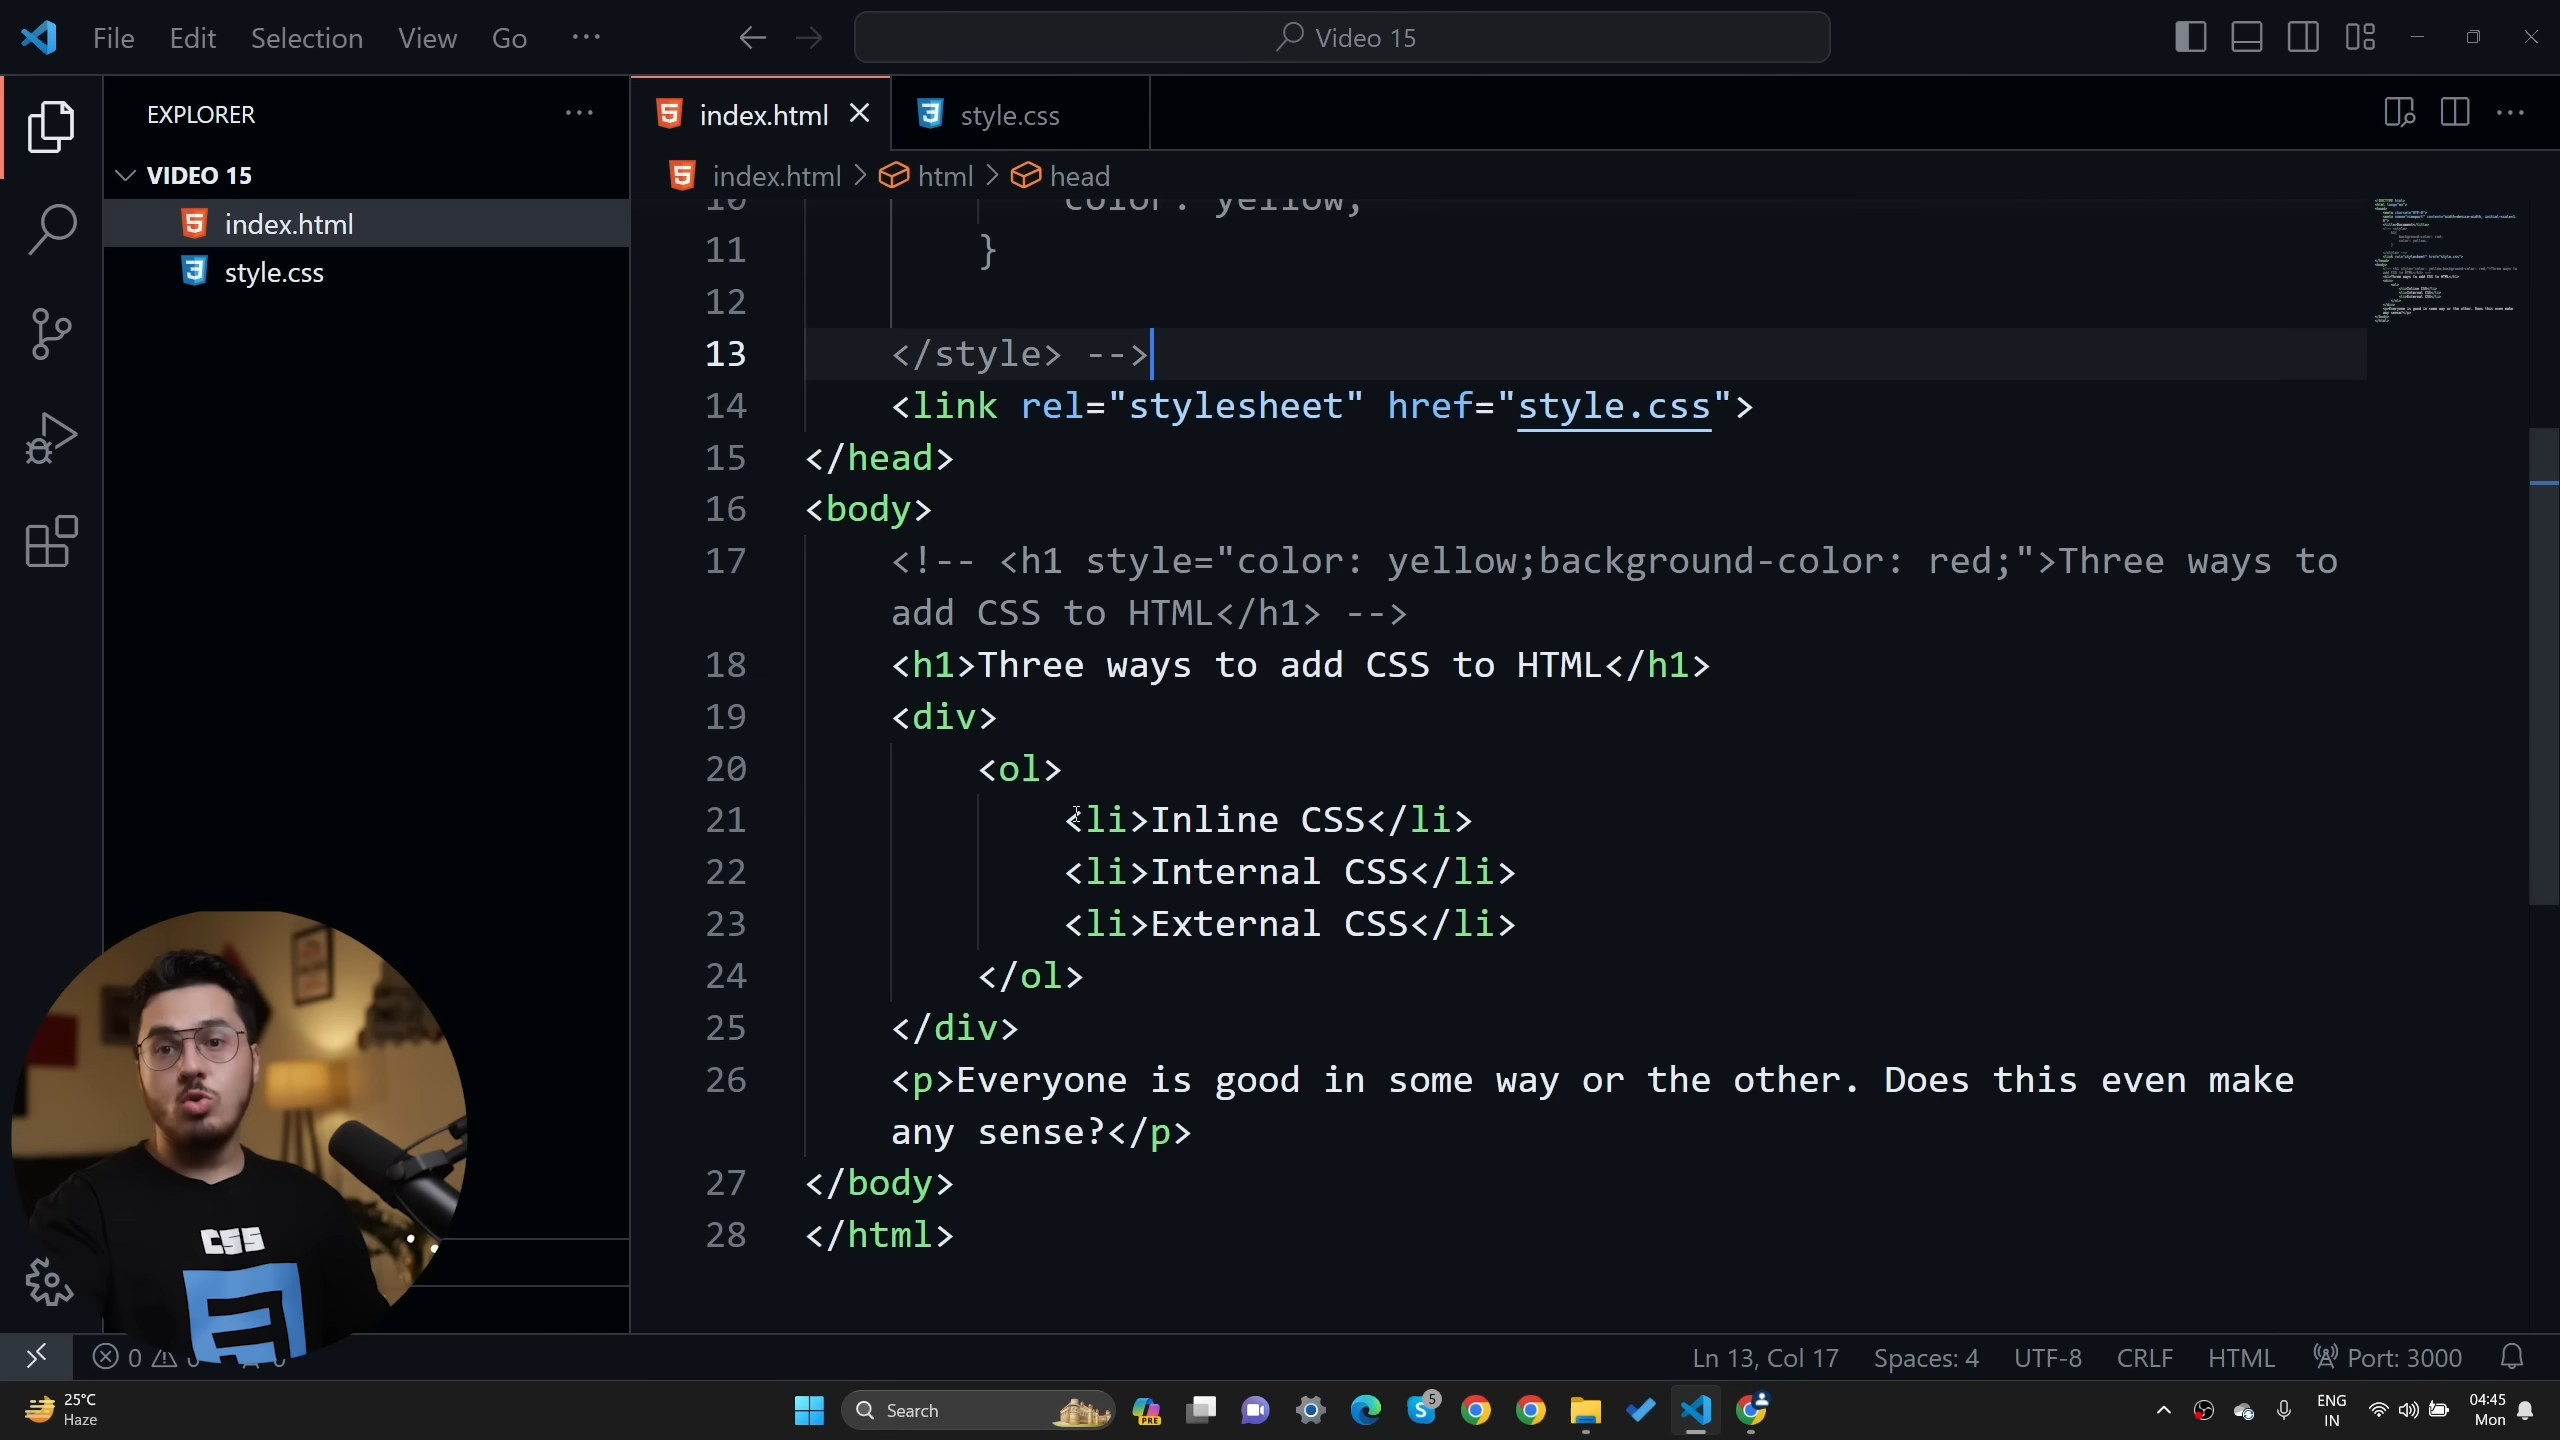 File Edit Selection View Go ···
Video 15
EXPLORER
VIDEO 15
index.html
style.css
index.html
style.css
index.html > html > head
10 color: yellow;
11 }
12
13 </style> -->
14 <link rel="stylesheet" href="style.css">
15 </head>
16 <body>
17 <!-- <h1 style="color: yellow;background-color: red;">Three ways to
add CSS to HTML</h1> -->
18 <h1>Three ways to add CSS to HTML</h1>
19 <div>
20 <ol>
21 <li>Inline CSS</li>
22 <li>Internal CSS</li>
23 <li>External CSS</li>
24 </ol>
25 </div>
26 <p>Everyone is good in some way or the other. Does this even make
any sense?</p>
27 </body>
28 </html>
CSS
0
Ln 13, Col 17 Spaces: 4 UTF-8 CRLF HTML Port: 3000
25°C
Haze
Search
PRE
5
ENG
IN
04:45
Mon